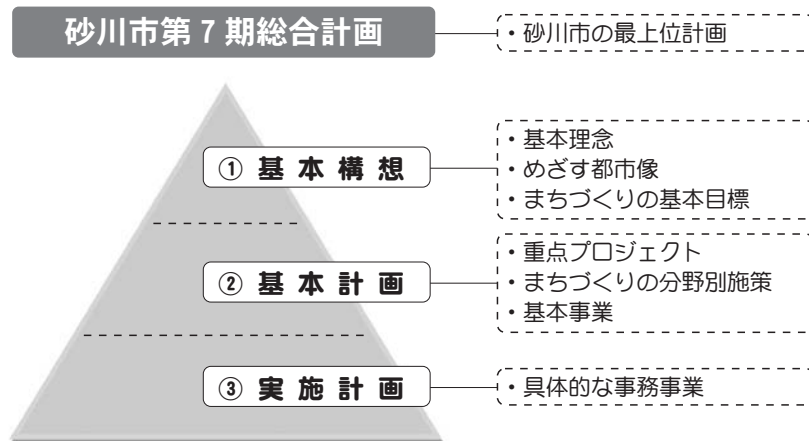 砂川市第7期総合計画
・砂川市の最上位計画
① 基本構想
・基本理念
・めざす都市像
・まちづくりの基本目標
② 基本計画
・重点プロジェクト
・まちづくりの分野別施策
・基本事業
③ 実施計画
・具体的な事務事業